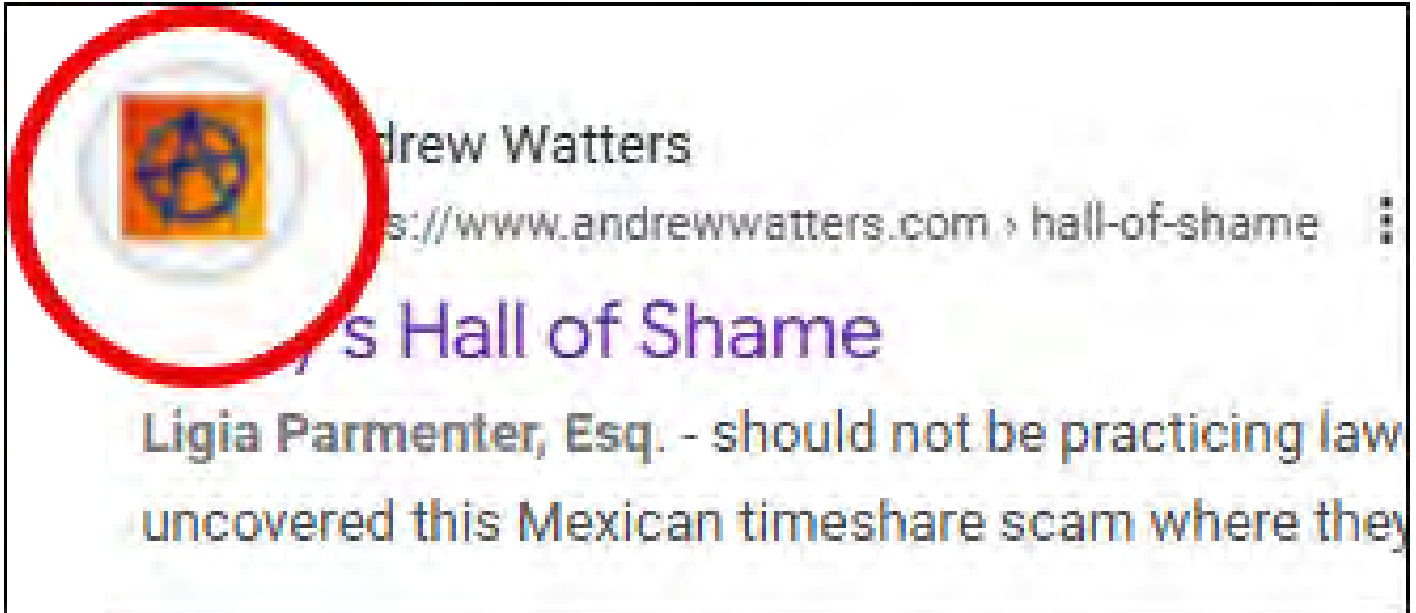 drew Watters
s://www.andrewwatters.com › hall-of-shame
's Hall of Shame
Ligia Parmenter, Esq. - should not be practicing law
uncovered this Mexican timeshare scam where they